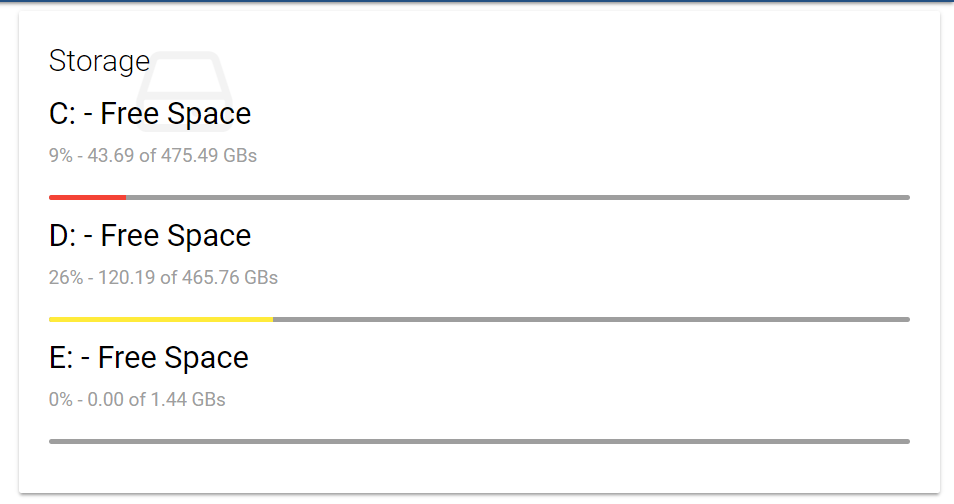 Storage
C: - Free Space
9% - 43.69 of 475.49 GBs
D: - Free Space
26% - 120.19 of 465.76 GBs
E: - Free Space
0% - 0.00 of 1.44 GBs